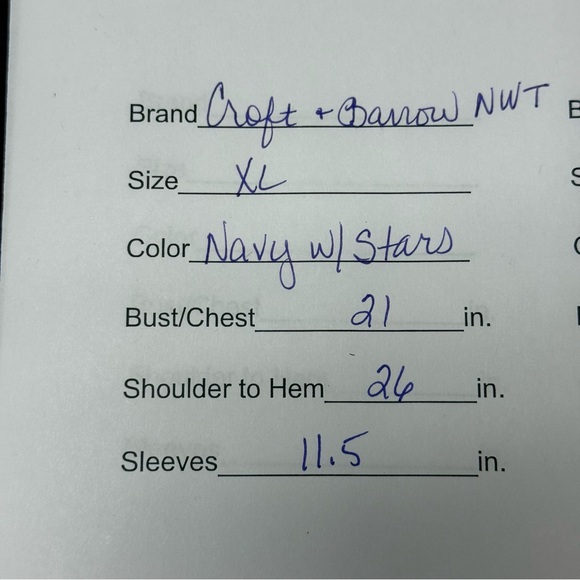 Brand Croft + Barrow NWT
Size XL
Color Navy w/ Stars
Bust/Chest 21 in.
Shoulder to Hem 26 in.
Sleeves 11.5 in.